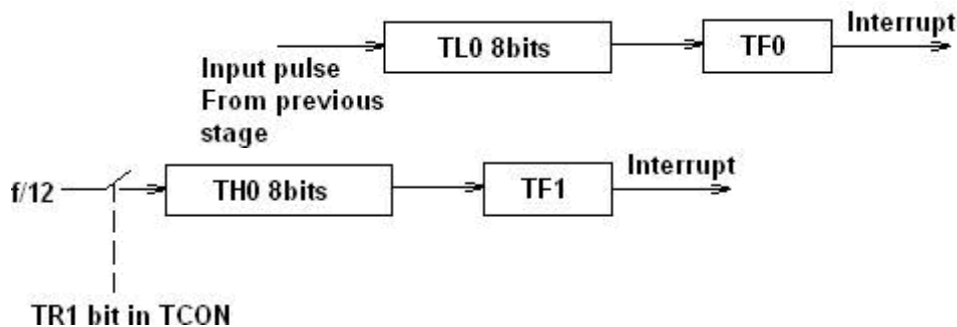 TL0 8bits
TF0
Interrupt
Input pulse
From previous
stage
f/12
TH0 8bits
TF1
Interrupt
TR1 bit in TCON